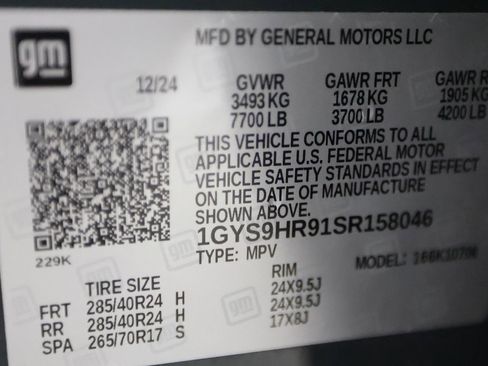 gm
MFD BY GENERAL MOTORS LLC
12/24 GVWR GAWR FRT GAWR R
3493 KG 1678 KG 1905 KG
7700 LB 3700 LB 4200 LB
THIS VEHICLE CONFORMS TO ALL
APPLICABLE U.S. FEDERAL MOTOR
VEHICLE SAFETY STANDARDS IN EFFECT
ON THE DATE OF MANUFACTURE
SHOWN ABOVE.
1GYS9HR91SR158046
229K TYPE: MPV MODEL:
TIRE SIZE RIM
FRT 285/40R24 H 24X9.5J
RR 285/40R24 H 24X9.5J
SPA 265/70R17 S 17X8J